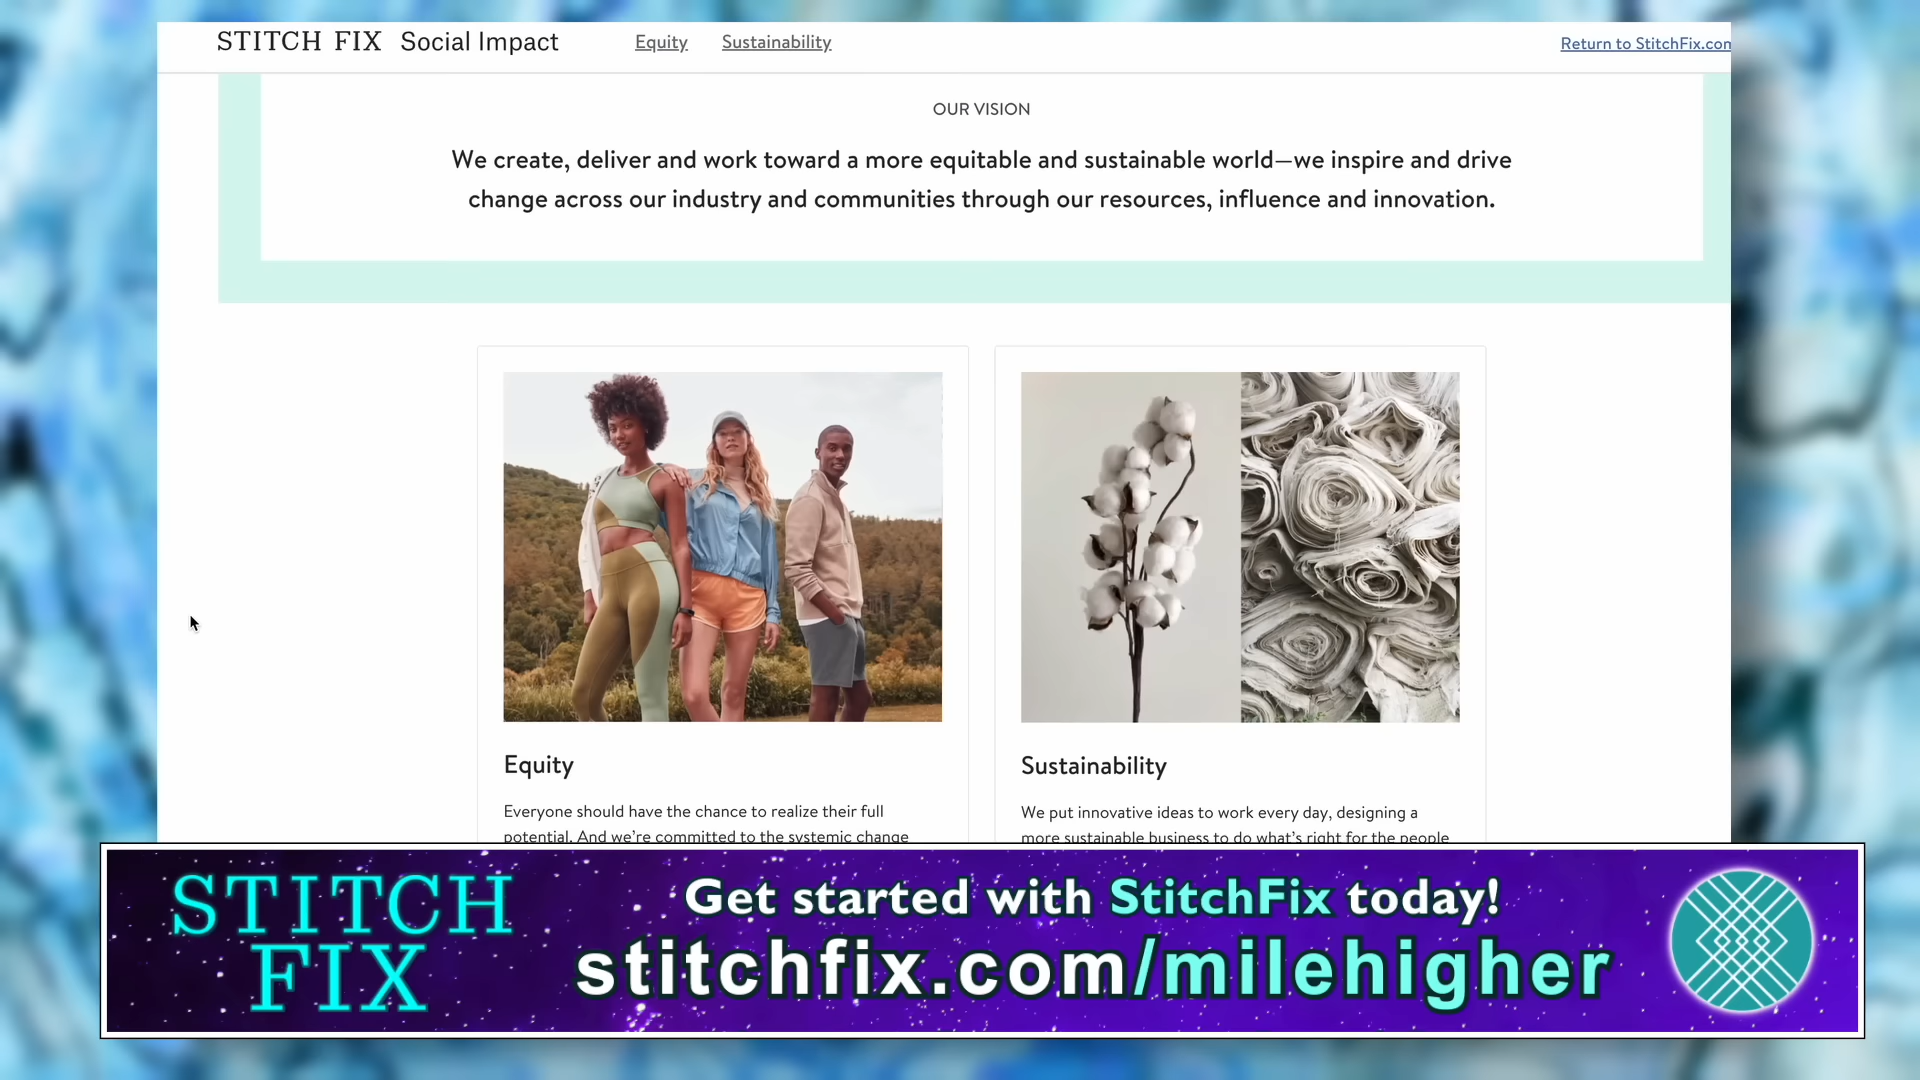 STITCH FIX Social Impact Equity Sustainability Return to StitchFix.com
OUR VISION
We create, deliver and work toward a more equitable and sustainable world—we inspire and drive
change across our industry and communities through our resources, influence and innovation.
Equity
Everyone should have the chance to realize their full
potential. And we’re committed to the systemic change
Sustainability
We put innovative ideas to work every day, designing a
more sustainable business to do what’s right for the people
STITCH
FIX
Get started with StitchFix today!
stitchfix.com/milehigher